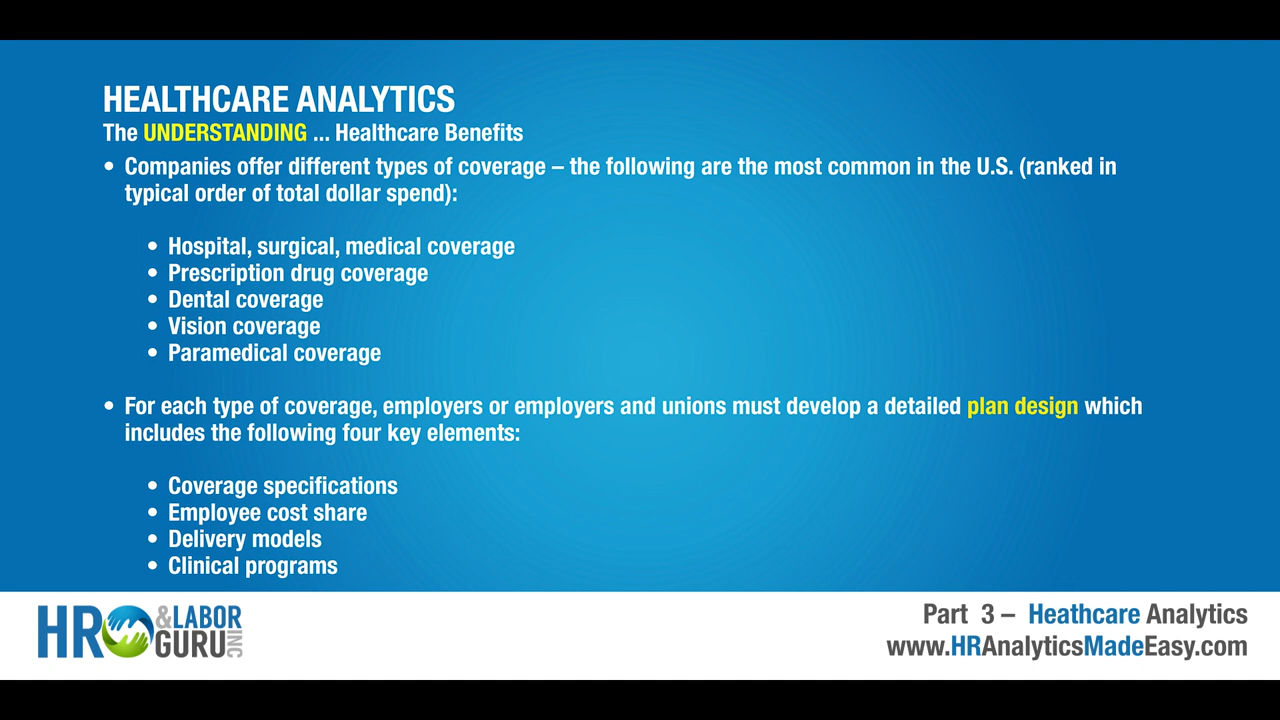 HEALTHCARE ANALYTICS
The UNDERSTANDING ... Healthcare Benefits
• Companies offer different types of coverage – the following are the most common in the U.S. (ranked in
typical order of total dollar spend):
• Hospital, surgical, medical coverage
• Prescription drug coverage
• Dental coverage
• Vision coverage
• Paramedical coverage
• For each type of coverage, employers or employers and unions must develop a detailed plan design which
includes the following four key elements:
• Coverage specifications
• Employee cost share
• Delivery models
• Clinical programs
HR &LABOR
GURU INC
Part 3 – Heathcare Analytics
www.HRAnalyticsMadeEasy.com